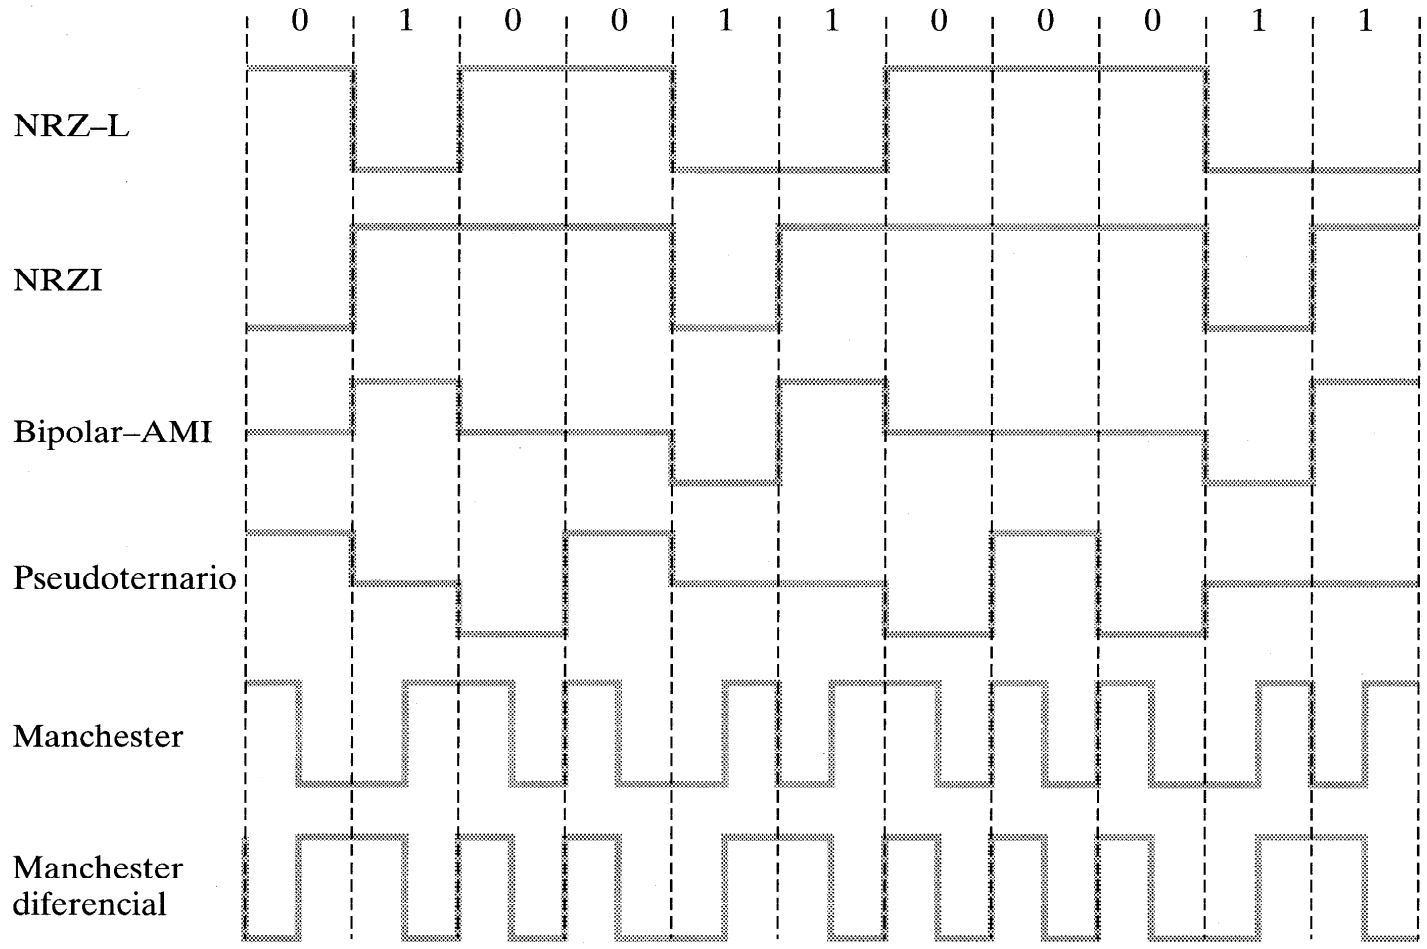 0 1 0 0 1 1 0 0 0 1 1
NRZ–L
NRZI
Bipolar–AMI
Pseudoternario
Manchester
Manchester
diferencial